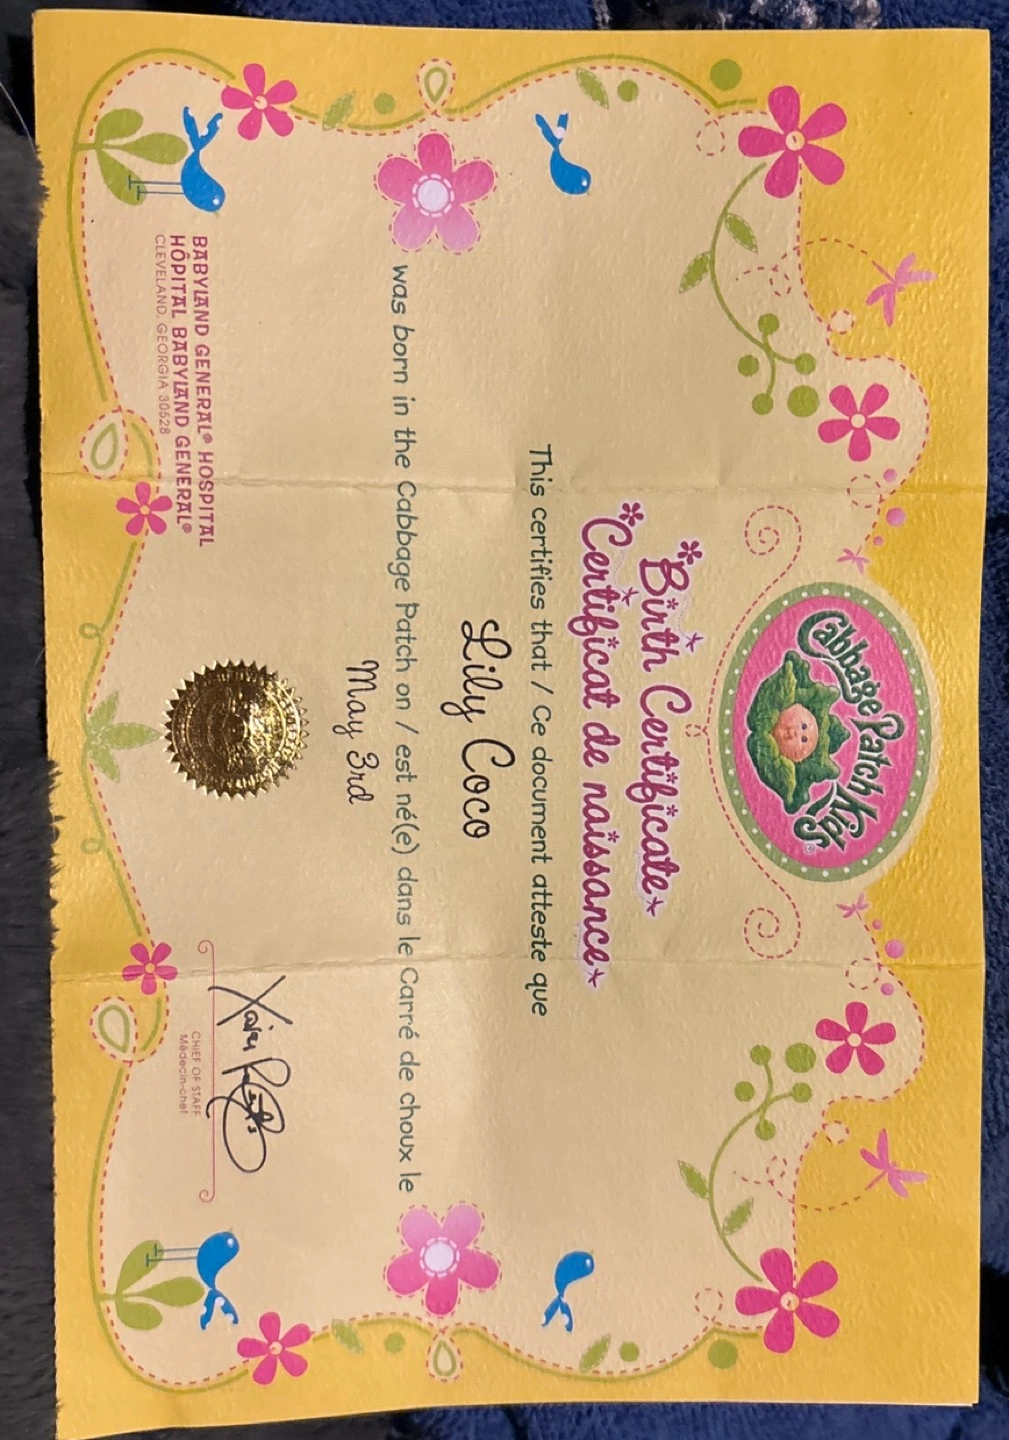 Cabbage Patch Kids®
*Birth Certificate*
*Certificat de naissance*
This certifies that / Ce document atteste que
Lily Coco
was born in the Cabbage Patch on / est né(e) dans le Carré de choux le
May 3rd
BABYLAND GENERAL® HOSPITAL
HÔPITAL BABYLAND GENERAL®
CLEVELAND, GEORGIA 30528
Xavier Roberts
CHIEF OF STAFF
Médecin-chef